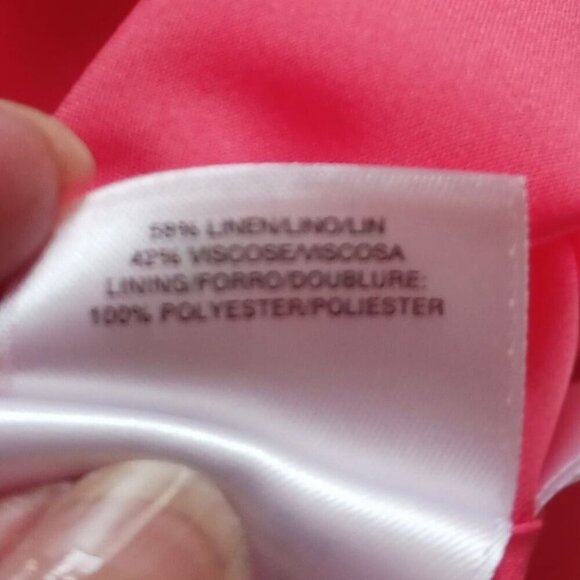 58% LINEN/LINO/LIN
42% VISCOSE/VISCOSA
LINING/FORRO/DOUBLURE:
100% POLYESTER/POLIESTER